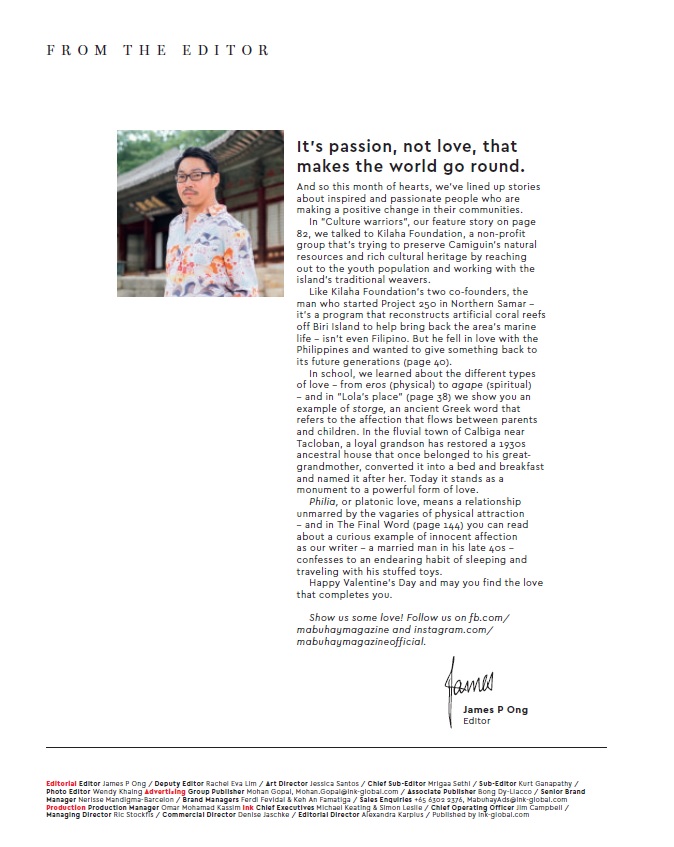 FROM THE EDITOR
It's passion, not love, that
makes the world go round.
And so this month of hearts, we've lined up stories
about inspired and passionate people who are
making a positive change in their communities.
In "Culture warriors", our feature story on page
82, we talked to Kilaha Foundation, a non-profit
group that's trying to preserve Camiguin's natural
resources and rich cultural heritage by reaching
out to the youth population and working with the
island's traditional weavers.
Like Kilaha Foundation's two co-founders, the
man who started Project 250 in Northern Samar –
it's a program that reconstructs artificial coral reefs
off Biri Island to help bring back the area's marine
life – isn't even Filipino. But he fell in love with the
Philippines and wanted to give something back to
its future generations (page 40).
In school, we learned about the different types
of love – from eros (physical) to agape (spiritual)
– and in "Lola's place" (page 38) we show you an
example of storge, an ancient Greek word that
refers to the affection that flows between parents
and children. In the fluvial town of Calbiga near
Tacloban, a loyal grandson has restored a 1930s
ancestral house that once belonged to his great-
grandmother, converted it into a bed and breakfast
and named it after her. Today it stands as a
monument to a powerful form of love.
Philia, or platonic love, means a relationship
unmarred by the vagaries of physical attraction
– and in The Final Word (page 144) you can read
about a curious example of innocent affection
as our writer – a married man in his late 40s –
confesses to an endearing habit of sleeping and
traveling with his stuffed toys.
Happy Valentine's Day and may you find the love
that completes you.
Show us some love! Follow us on fb.com/
mabuhaymagazine and instagram.com/
mabuhaymagazineofficial.
James
James P Ong
Editor
Editorial Editor James P Ong / Deputy Editor Rachel Eva Lim / Art Director Jessica Santos / Chief Sub-Editor Mrigaa Sethi / Sub-Editor Kurt Ganapathy /
Photo Editor Wendy Khaing Advertising Group Publisher Mohan Gopal, Mohan.Gopal@ink-global.com / Associate Publisher Bong Dy-Liacco / Senior Brand
Manager Nerisse Mandigma-Barcelon / Brand Managers Ferdi Fevidal & Keh An Famatiga / Sales Enquiries +65 6302 2376, MabuhayAds@ink-global.com
Production Production Manager Omar Mohamad Kassim Ink Chief Executives Michael Keating & Simon Leslie / Chief Operating Officer Jim Campbell /
Managing Director Ric Stockfis / Commercial Director Denise Jaschke / Editorial Director Alexandra Karplus / Published by ink-global.com